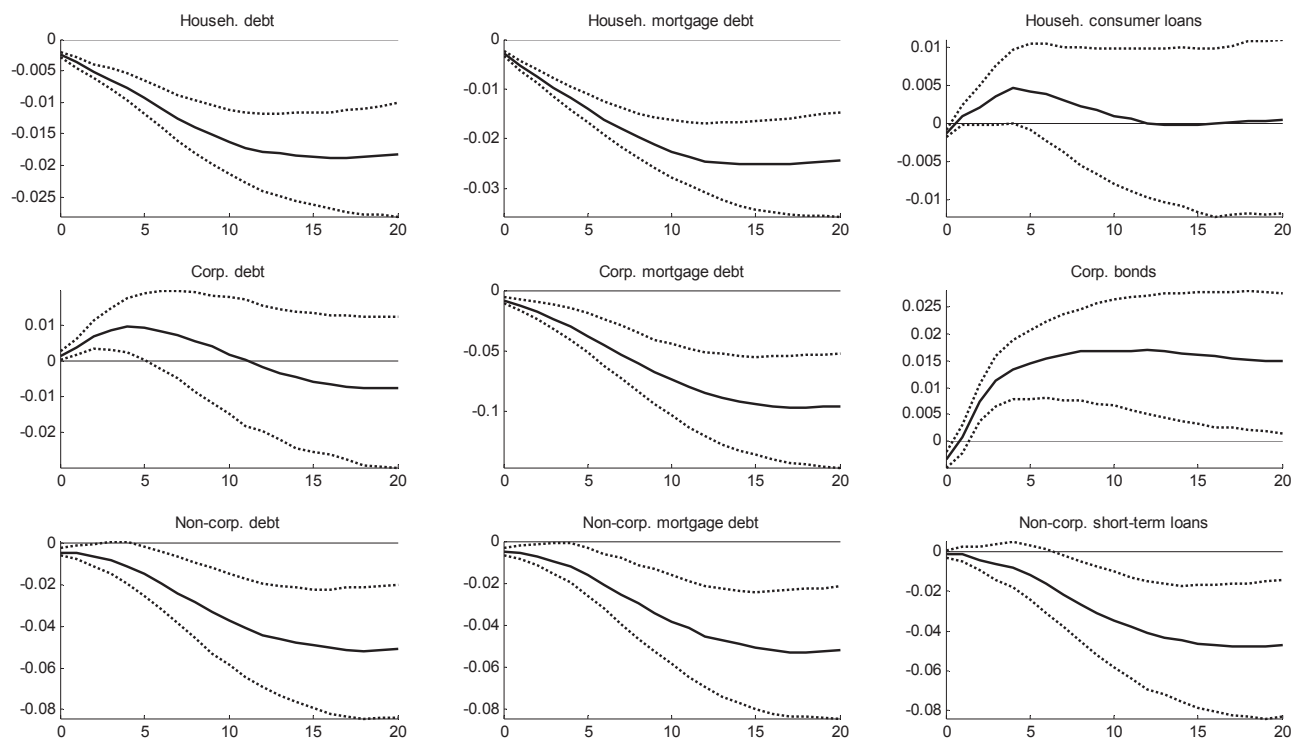 Househ. debt
0
-0.005
-0.01
-0.015
-0.02
-0.025
0 5 10 15 20
Househ. mortgage debt
0
-0.01
-0.02
-0.03
0 5 10 15 20
Househ. consumer loans
0.01
0.005
0
-0.005
-0.01
0 5 10 15 20
Corp. debt
0.01
0
-0.01
-0.02
0 5 10 15 20
Corp. mortgage debt
0
-0.05
-0.1
0 5 10 15 20
Corp. bonds
0.025
0.02
0.015
0.01
0.005
0
0 5 10 15 20
Non-corp. debt
0
-0.02
-0.04
-0.06
-0.08
0 5 10 15 20
Non-corp. mortgage debt
0
-0.02
-0.04
-0.06
-0.08
0 5 10 15 20
Non-corp. short-term loans
0
-0.02
-0.04
-0.06
-0.08
0 5 10 15 20